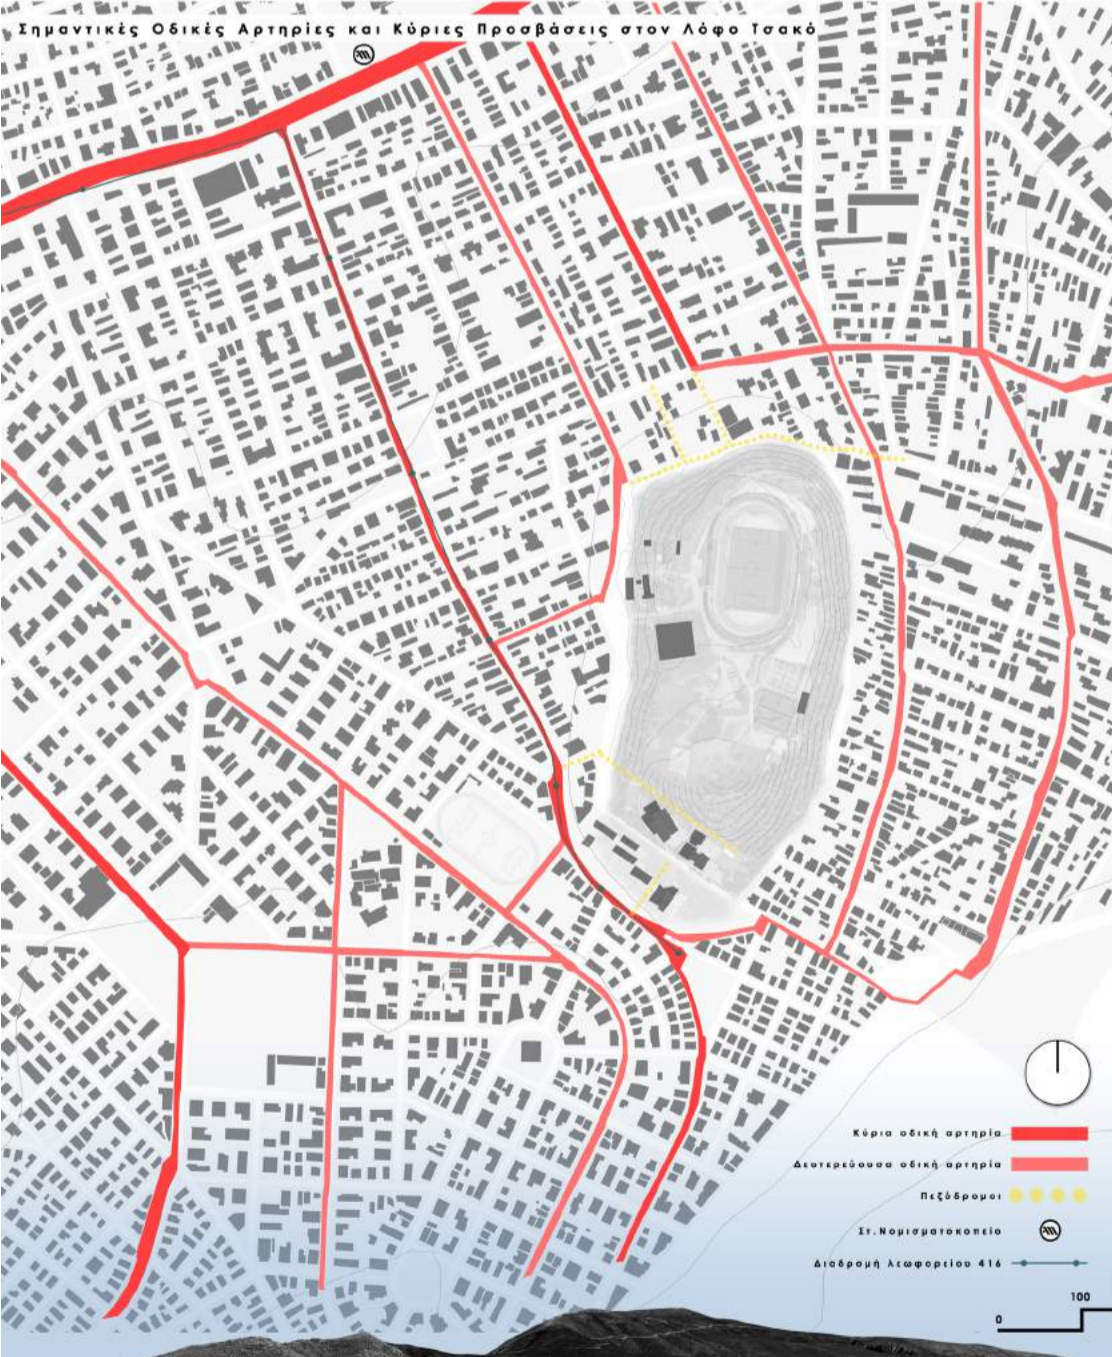 Σημαντικές Οδικές Αρτηρίες και Κύριες Προσβάσεις στον Λόφο Τσακό
Κύρια οδική αρτηρία
Δευτερεύουσα οδική αρτηρία
Πεζόδρομοι
Στ. Νομισματοκοπείο
Διαδρομή λεωφορείου 416
100
0